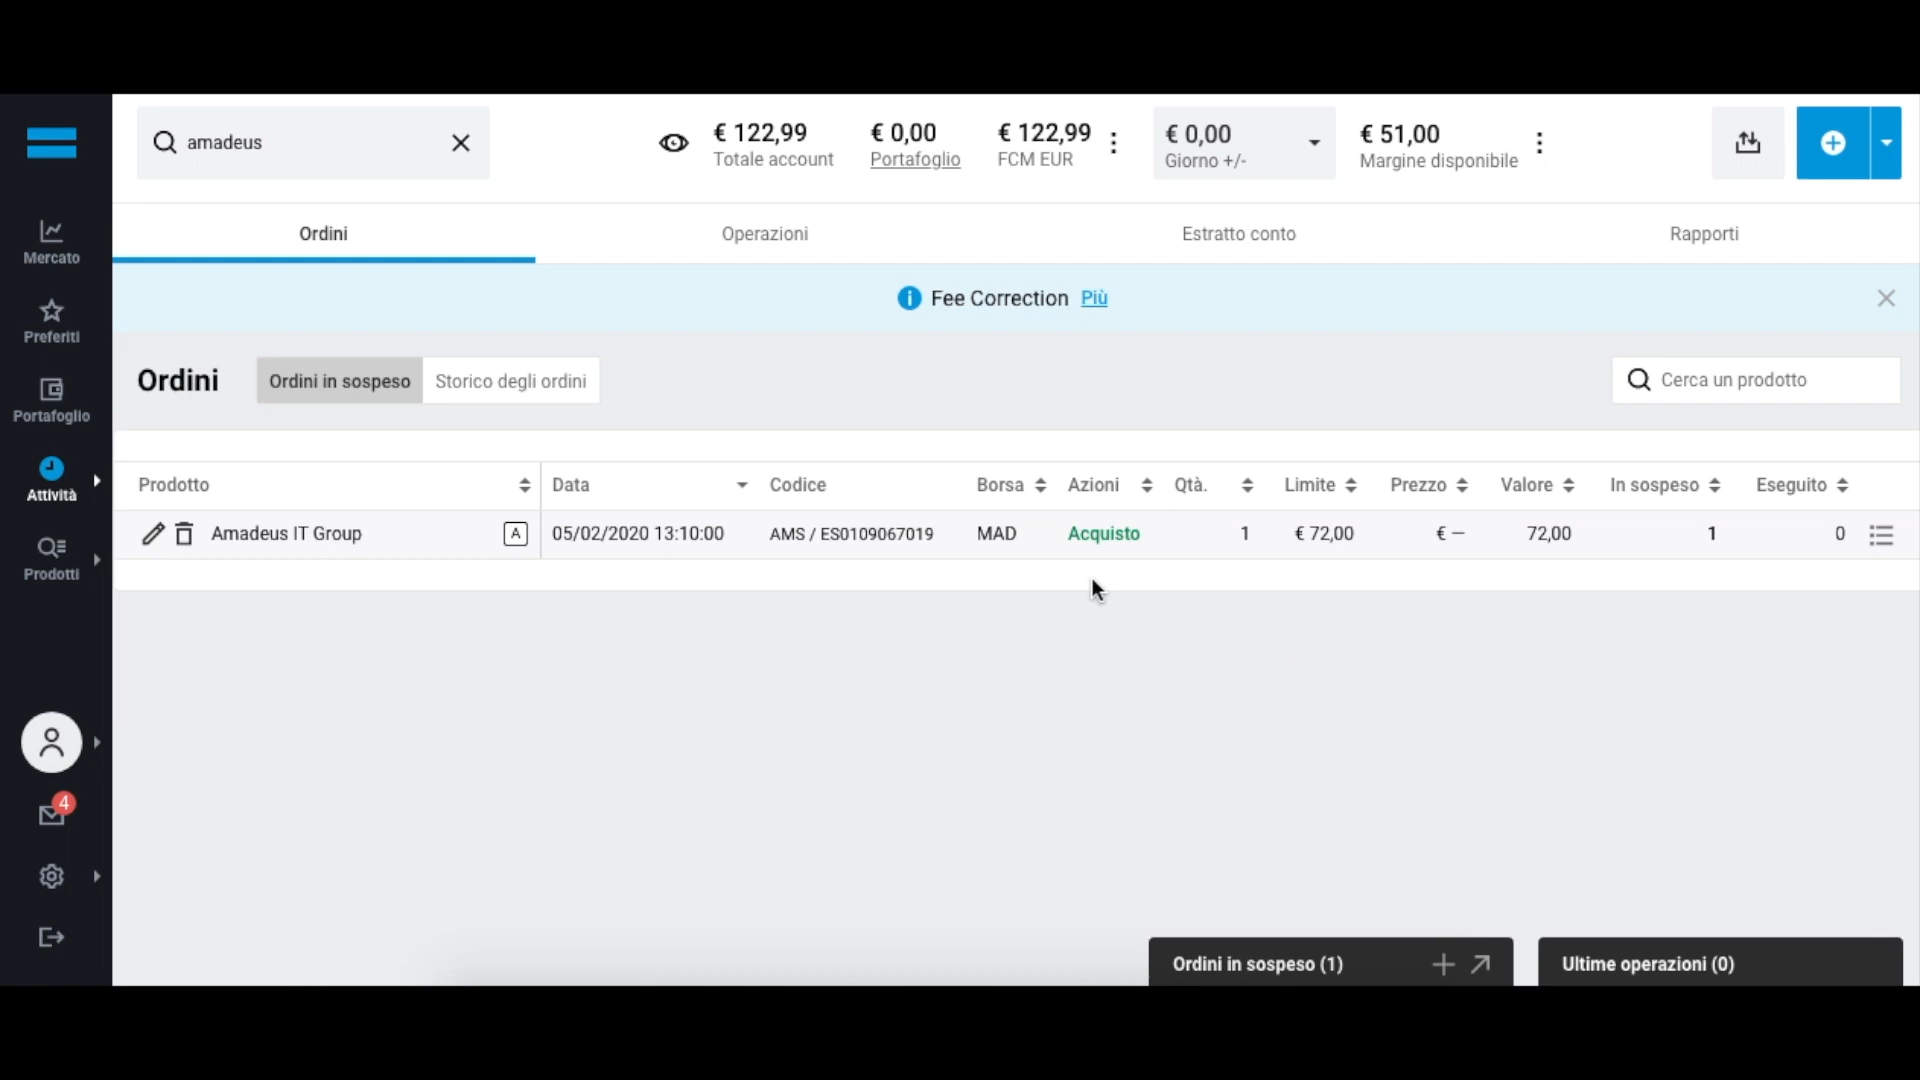 amadeus
€ 122,99 € 0,00 € 122,99 € 0,00 € 51,00
Totale account Portafoglio FCM EUR Giorno +/- Margine disponibile
Mercato
Preferiti
Portafoglio
Attività
Prodotti
4
Ordini Operazioni Estratto conto Rapporti
Fee Correction Più
Ordini Ordini in sospeso Storico degli ordini Cerca un prodotto
Prodotto Data Codice Borsa Azioni Qtà. Limite Prezzo Valore In sospeso Eseguito
Amadeus IT Group A 05/02/2020 13:10:00 AMS / ES0109067019 MAD Acquisto 1 € 72,00 € — 72,00 1 0
Ordini in sospeso (1) Ultime operazioni (0)